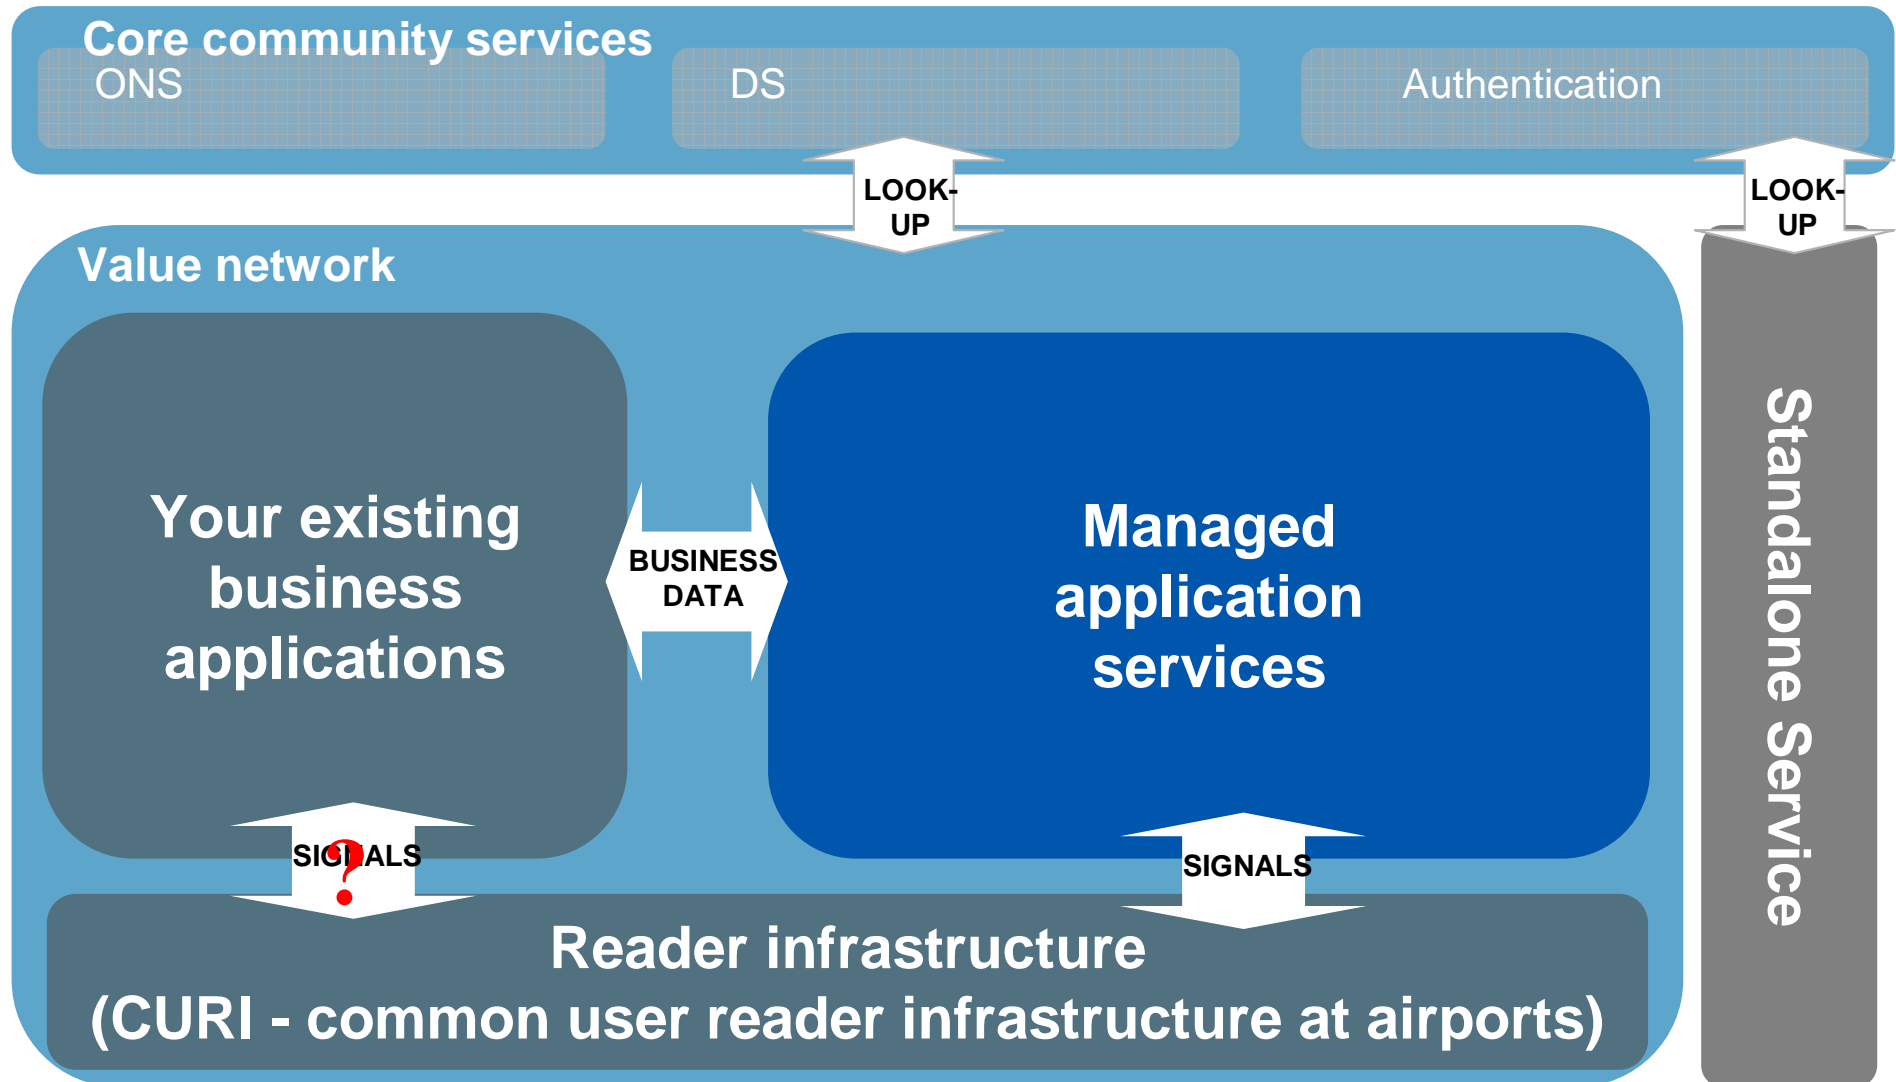 Core community services
ONS
DS
Authentication
LOOK-
UP
LOOK-
UP
Value network
Your existing
business
applications
BUSINESS
DATA
Managed
application
services
Standalone Service
SIGNALS
?
SIGNALS
Reader infrastructure
(CURI - common user reader infrastructure at airports)